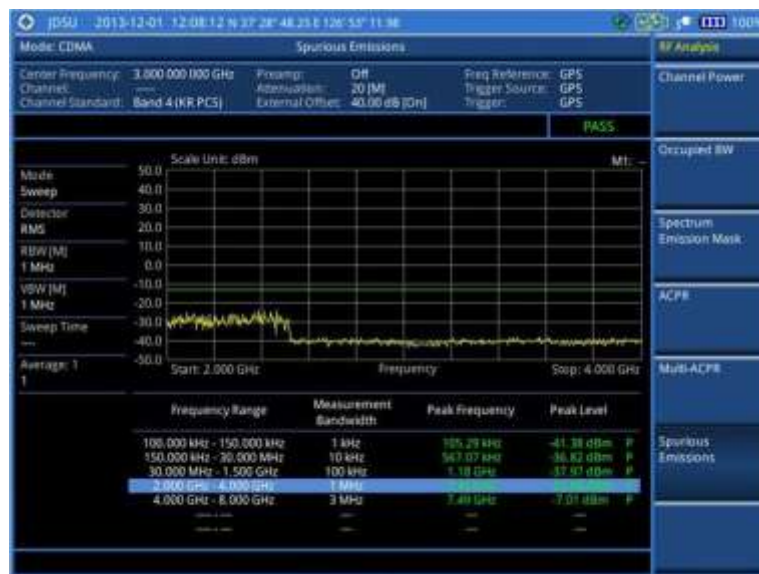 JDSU 2013-12-01 12:08:12 N 37° 28' 48.25 E 126° 53' 11.98 100%
Mode: CDMA Spurious Emissions RF Analysis
Center Frequency: 3.000 000 000 GHz Preamp: Off Freq Reference: GPS
Channel: ---- Attenuation: 20 [M] Trigger Source: GPS
Channel Standard: Band 4 (KR PCS) External Offset: 40.00 dB [On] Trigger: GPS
PASS
Channel Power
Occupied BW
Spectrum
Emission Mask
ACPR
Multi-ACPR
Spurious
Emissions
Mode
Sweep
Detector
RMS
RBW [M]
1 MHz
VBW [M]
1 MHz
Sweep Time
---
Average: 1
1
Scale Unit: dBm M1: --
50.0
40.0
30.0
20.0
10.0
0.0
-10.0
-20.0
-30.0
-40.0
-50.0
Start: 2.000 GHz Frequency Stop: 4.000 GHz
Frequency Range Measurement Bandwidth Peak Frequency Peak Level
100.000 kHz - 150.000 kHz 1 kHz 105.29 kHz -41.38 dBm P
150.000 kHz - 30.000 MHz 10 kHz 567.07 kHz -36.82 dBm P
30.000 MHz - 1.500 GHz 100 kHz 1.18 GHz -37.97 dBm P
2.000 GHz - 4.000 GHz 1 MHz
4.000 GHz - 8.000 GHz 3 MHz 7.49 GHz -7.01 dBm P
---- - ---- --- --- ---
---- - ---- --- --- ---